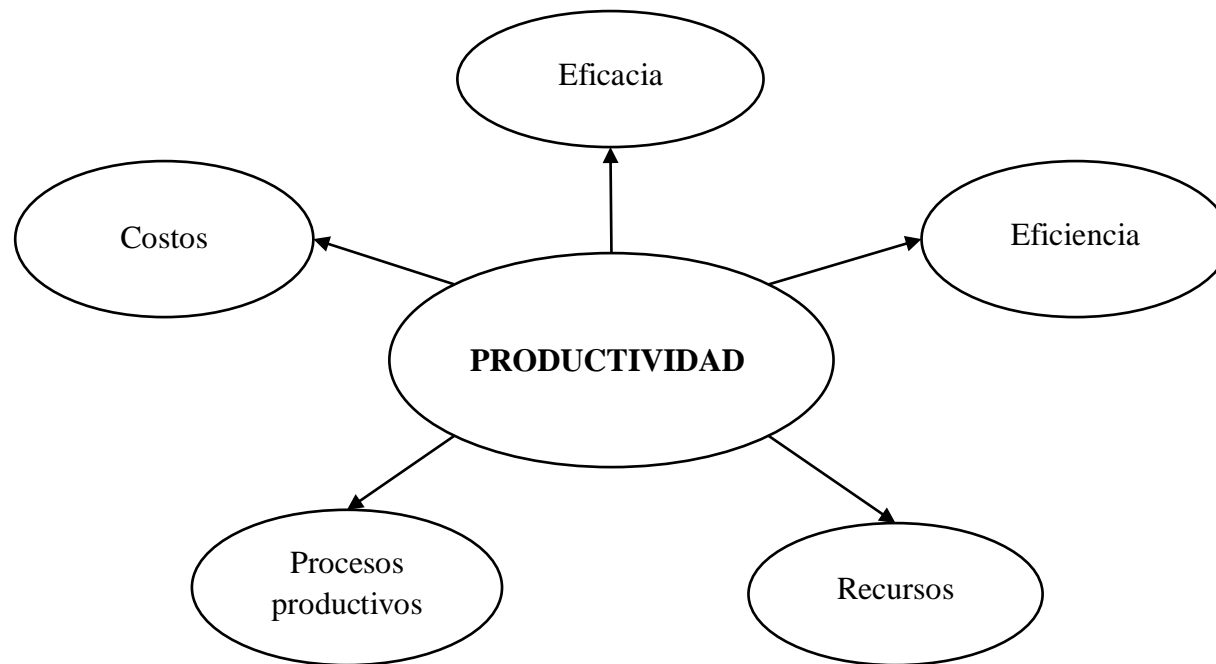 Eficacia
Costos
Eficiencia
PRODUCTIVIDAD
Procesos
productivos
Recursos